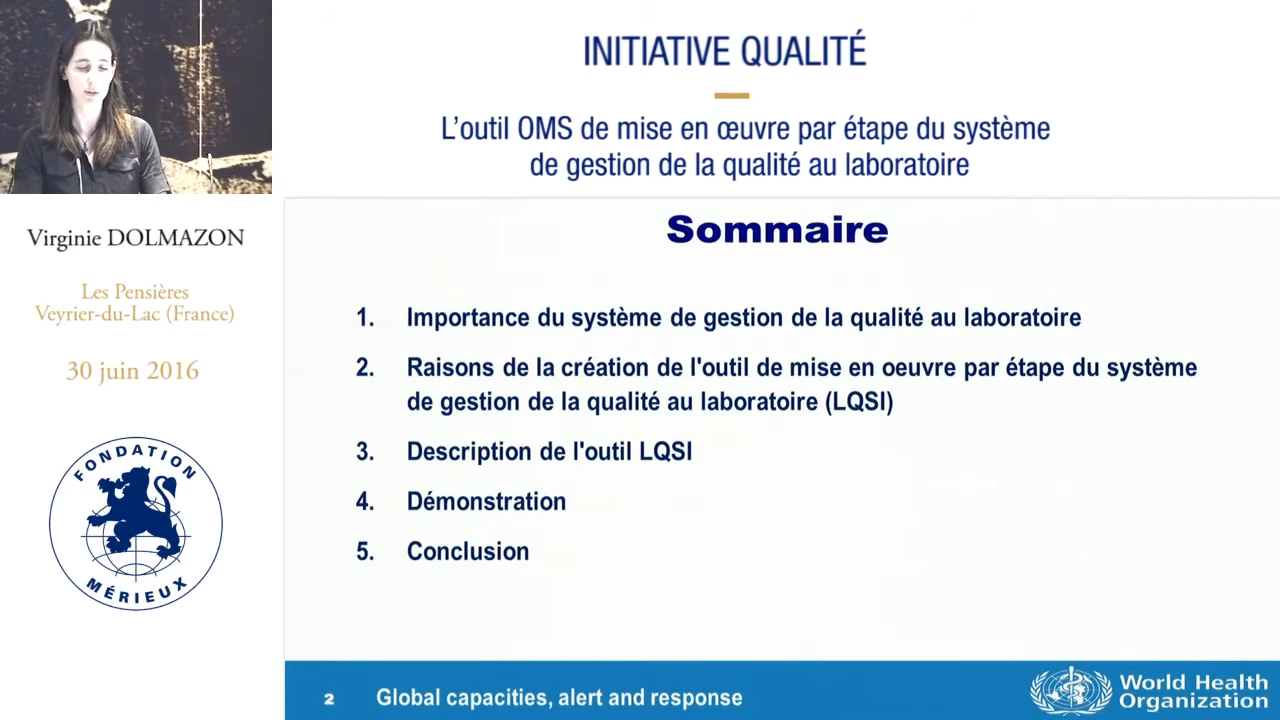 INITIATIVE QUALITÉ
L'outil OMS de mise en œuvre par étape du système
de gestion de la qualité au laboratoire
Virginie DOLMAZON
Les Pensières
Veyrier-du-Lac (France)
30 juin 2016
FONDATION
MÉRIEUX
Sommaire
1. Importance du système de gestion de la qualité au laboratoire
2. Raisons de la création de l'outil de mise en oeuvre par étape du système
de gestion de la qualité au laboratoire (LQSI)
3. Description de l'outil LQSI
4. Démonstration
5. Conclusion
2 Global capacities, alert and response
World Health
Organization